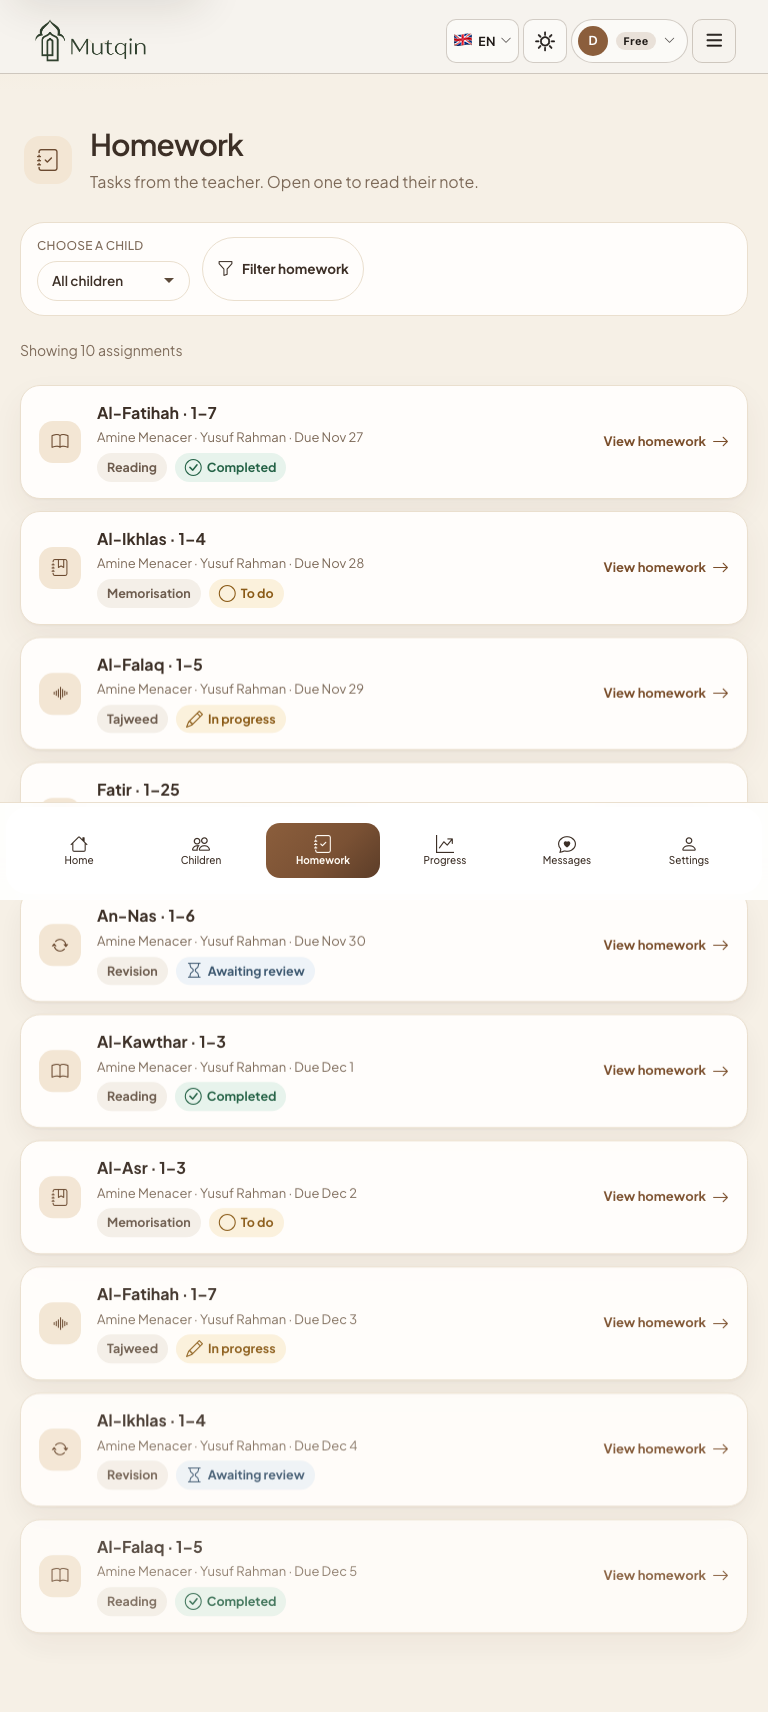 Mutqin
EN
D
Free
Homework
Tasks from the teacher. Open one to read their note.
CHOOSE A CHILD
All children
Filter homework
Showing 10 assignments
Al-Fatihah · 1–7
Amine Menacer · Yusuf Rahman · Due Nov 27
Reading
Completed
View homework
Al-Ikhlas · 1–4
Amine Menacer · Yusuf Rahman · Due Nov 28
Memorisation
To do
View homework
Al-Falaq · 1–5
Amine Menacer · Yusuf Rahman · Due Nov 29
Tajweed
In progress
View homework
Fatir · 1–25
Home
Children
Homework
Progress
Messages
Settings
An-Nas · 1–6
Amine Menacer · Yusuf Rahman · Due Nov 30
Revision
Awaiting review
View homework
Al-Kawthar · 1–3
Amine Menacer · Yusuf Rahman · Due Dec 1
Reading
Completed
View homework
Al-Asr · 1–3
Amine Menacer · Yusuf Rahman · Due Dec 2
Memorisation
To do
View homework
Al-Fatihah · 1–7
Amine Menacer · Yusuf Rahman · Due Dec 3
Tajweed
In progress
View homework
Al-Ikhlas · 1–4
Amine Menacer · Yusuf Rahman · Due Dec 4
Revision
Awaiting review
View homework
Al-Falaq · 1–5
Amine Menacer · Yusuf Rahman · Due Dec 5
Reading
Completed
View homework